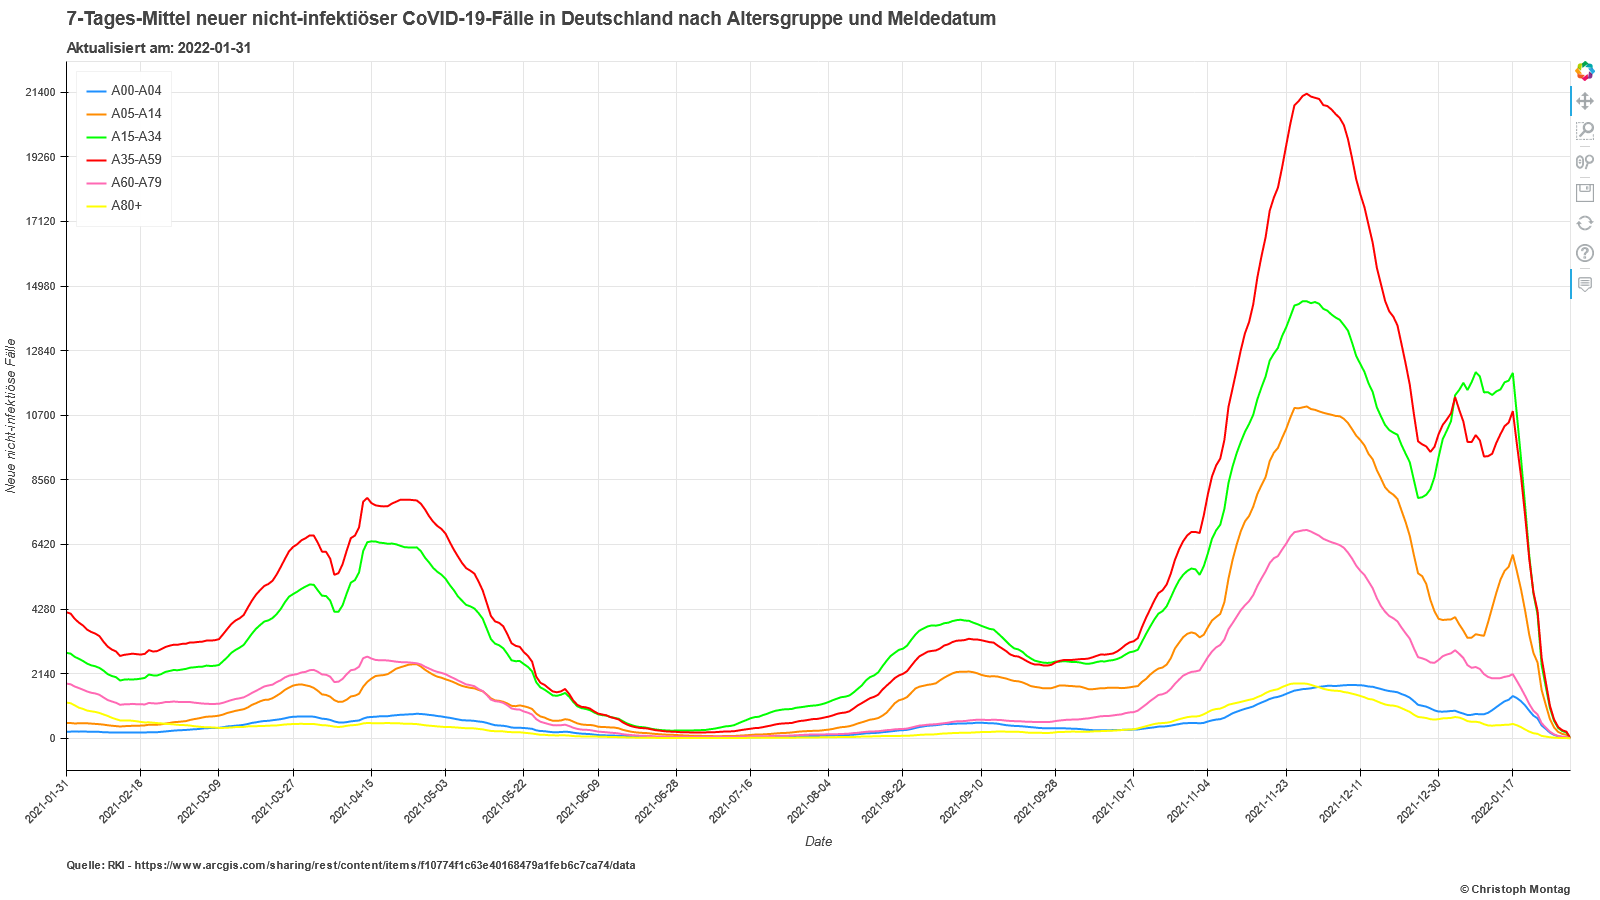 7-Tages-Mittel neuer nicht-infektiöser CoVID-19-Fälle in Deutschland nach Altersgruppe und Meldedatum
Aktualisiert am: 2022-01-31
A00-A04
A05-A14
A15-A34
A35-A59
A60-A79
A80+
21400
19260
17120
14980
12840
10700
8560
6420
4280
2140
0
Neue nicht-infektiöse Fälle
2021-01-31
2021-02-18
2021-03-09
2021-03-27
2021-04-15
2021-05-03
2021-05-22
2021-06-09
2021-06-28
2021-07-16
2021-08-04
2021-08-22
2021-09-10
2021-09-28
2021-10-17
2021-11-04
2021-11-23
2021-12-11
2021-12-30
2022-01-17
Date
Quelle: RKI - https://www.arcgis.com/sharing/rest/content/items/f10774f1c63e40168479a1feb6c7ca74/data
© Christoph Montag